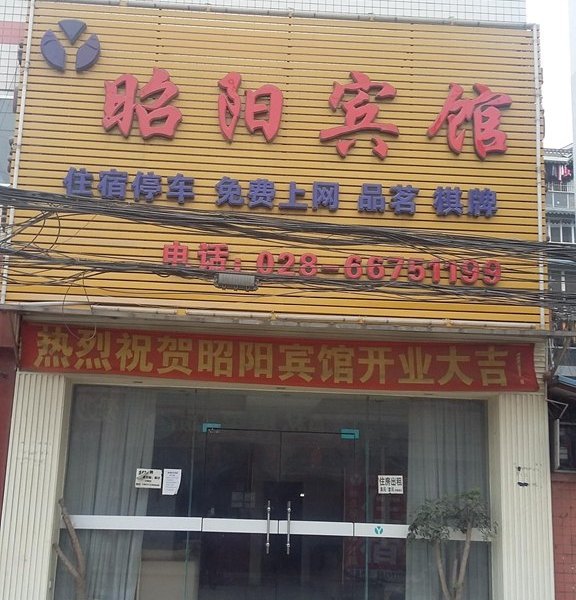 昭阳宾馆
住宿停车 免费上网 品茗 棋牌
电话:028-66751199
热烈祝贺昭阳宾馆开业大吉
住房出租